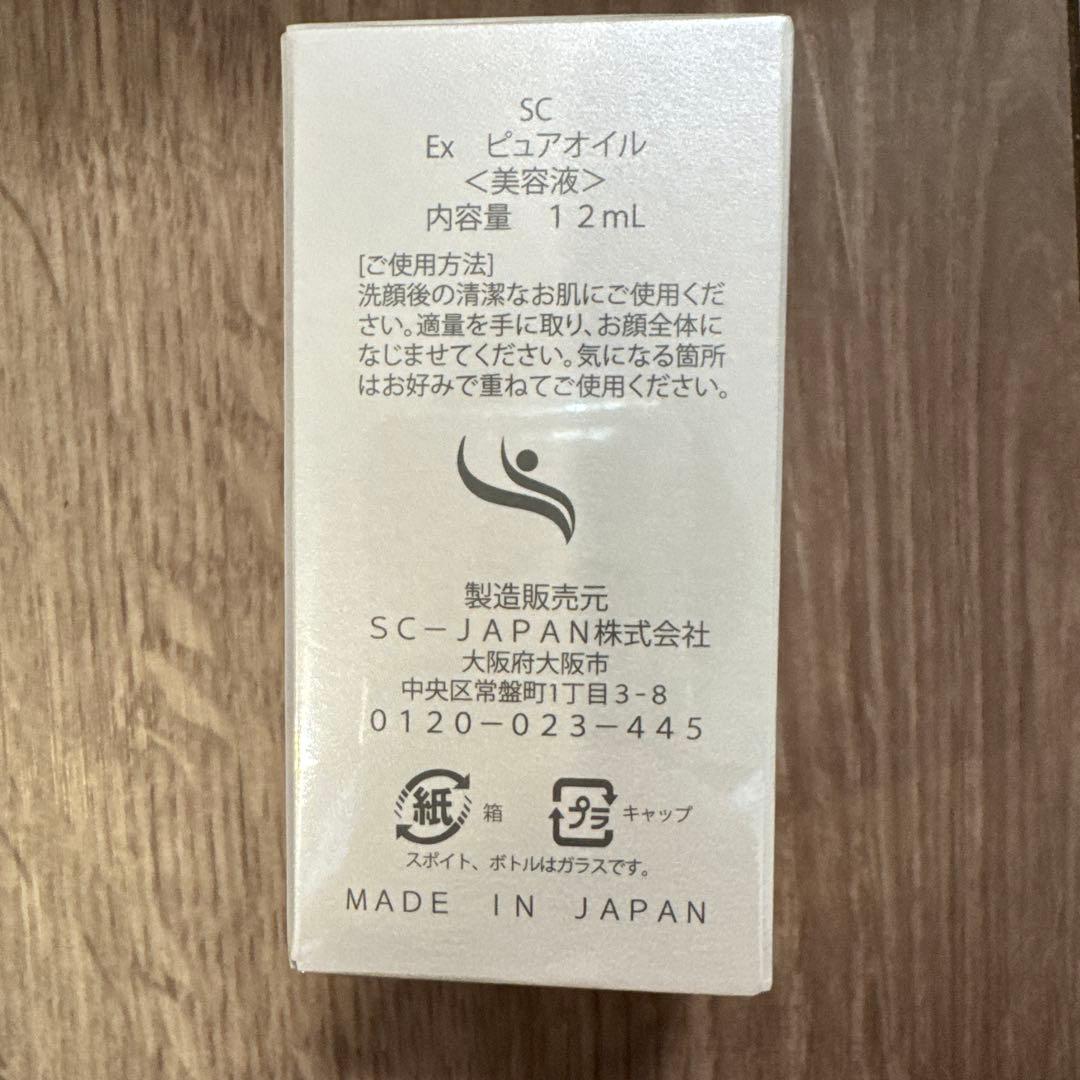 SC
Ex　ピュアオイル
＜美容液＞
内容量　１２mL
[ご使用方法]
洗顔後の清潔なお肌にご使用くだ
さい。適量を手に取り、お顔全体に
なじませてください。気になる箇所
はお好みで重ねてご使用ください。
製造販売元
ＳＣ－ＪＡＰＡＮ株式会社
大阪府大阪市
中央区常盤町1丁目３-８
０１２０－０２３－４４５
紙 箱
プラ キャップ
スポイト、ボトルはガラスです。
ＭＡＤＥ　ＩＮ　ＪＡＰＡＮ